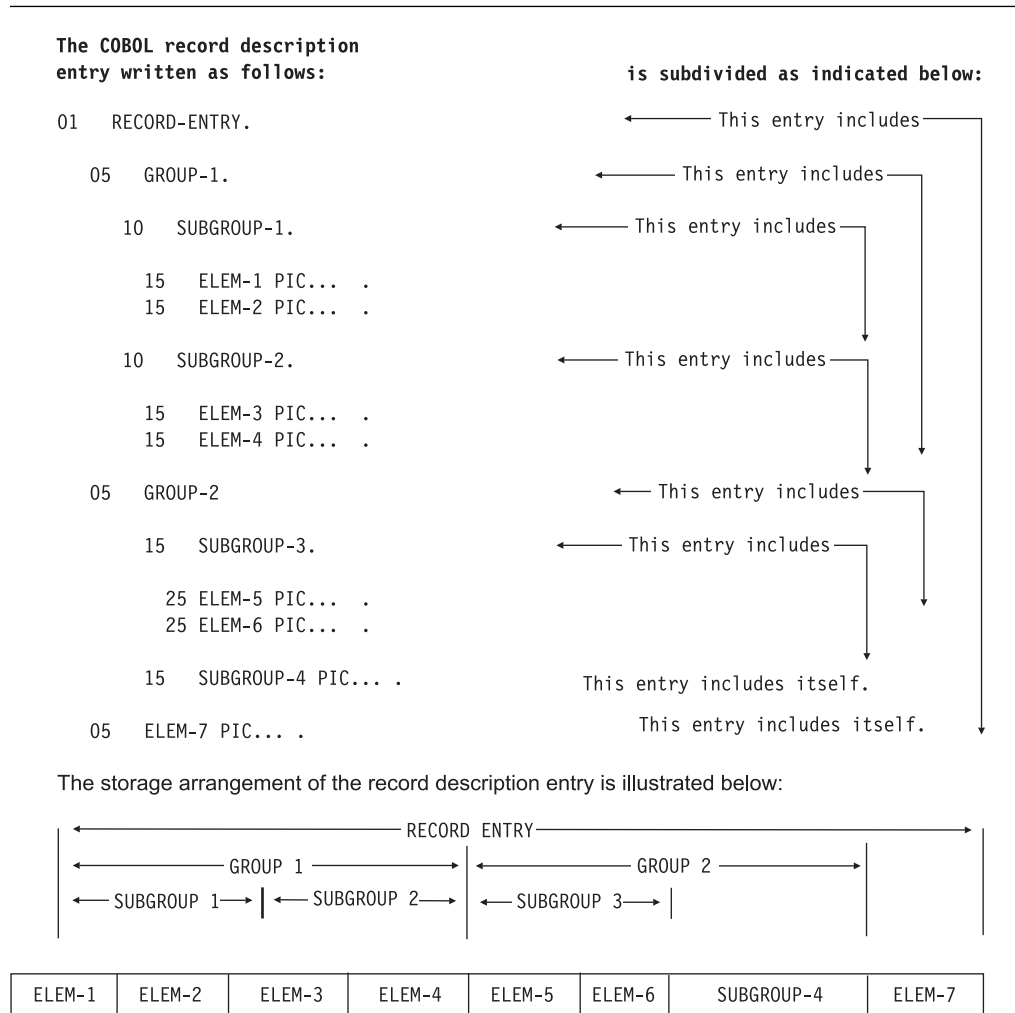 The COBOL record description
entry written as follows: is subdivided as indicated below:
01 RECORD-ENTRY. This entry includes
05 GROUP-1. This entry includes
10 SUBGROUP-1. This entry includes
15 ELEM-1 PIC... .
15 ELEM-2 PIC... .
10 SUBGROUP-2. This entry includes
15 ELEM-3 PIC... .
15 ELEM-4 PIC... .
05 GROUP-2 This entry includes
15 SUBGROUP-3. This entry includes
25 ELEM-5 PIC... .
25 ELEM-6 PIC... .
15 SUBGROUP-4 PIC... . This entry includes itself.
05 ELEM-7 PIC... . This entry includes itself.
The storage arrangement of the record description entry is illustrated below:
RECORD ENTRY
GROUP 1 GROUP 2
SUBGROUP 1 SUBGROUP 2 SUBGROUP 3
ELEM-1 ELEM-2 ELEM-3 ELEM-4 ELEM-5 ELEM-6 SUBGROUP-4 ELEM-7